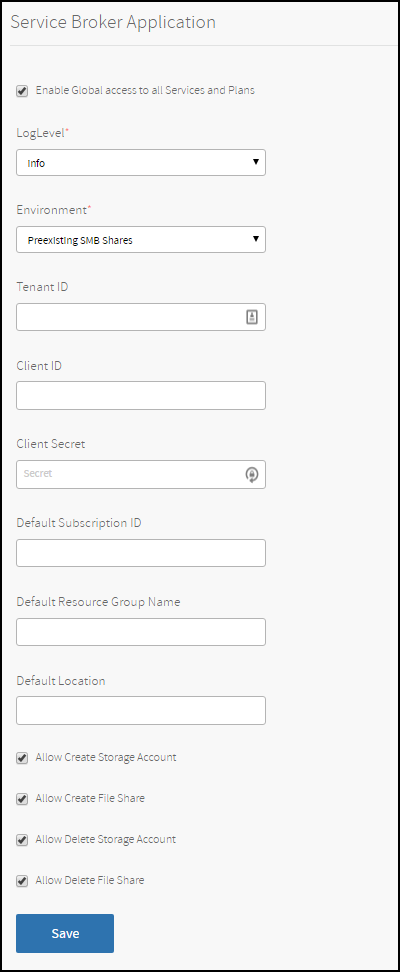 Service Broker Application
Enable Global access to all Services and Plans
LogLevel*
Info
Environment*
Preexisting SMB Shares
Tenant ID
Client ID
Client Secret
Secret
Default Subscription ID
Default Resource Group Name
Default Location
Allow Create Storage Account
Allow Create File Share
Allow Delete Storage Account
Allow Delete File Share
Save